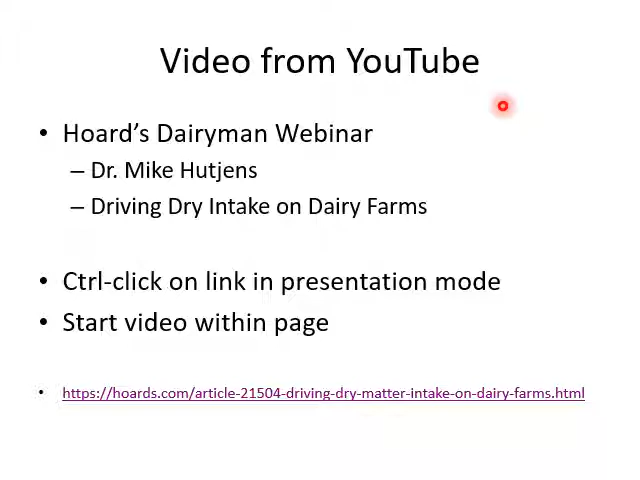 Video from YouTube
• Hoard's Dairyman Webinar
– Dr. Mike Hutjens
– Driving Dry Intake on Dairy Farms
• Ctrl-click on link in presentation mode
• Start video within page
• https://hoards.com/article-21504-driving-dry-matter-intake-on-dairy-farms.html